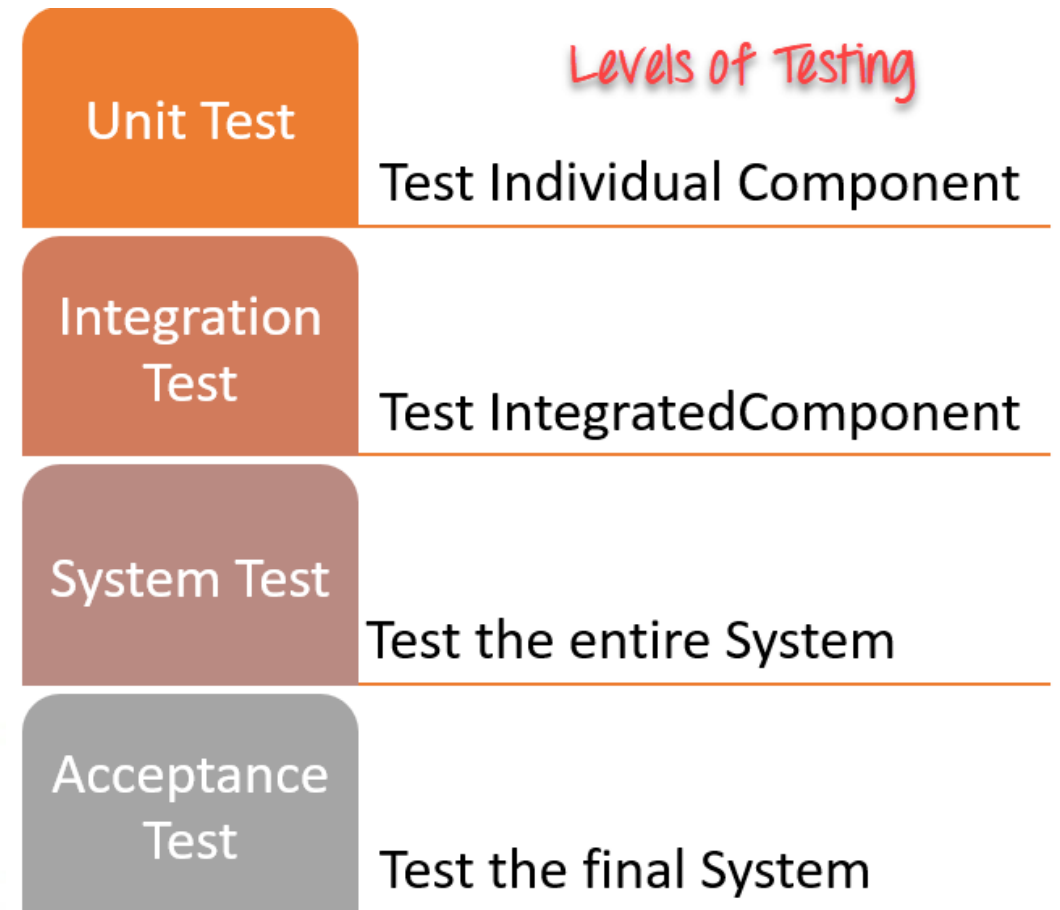 Levels of Testing
Unit Test
Test Individual Component
Integration
Test
Test IntegratedComponent
System Test
Test the entire System
Acceptance
Test
Test the final System